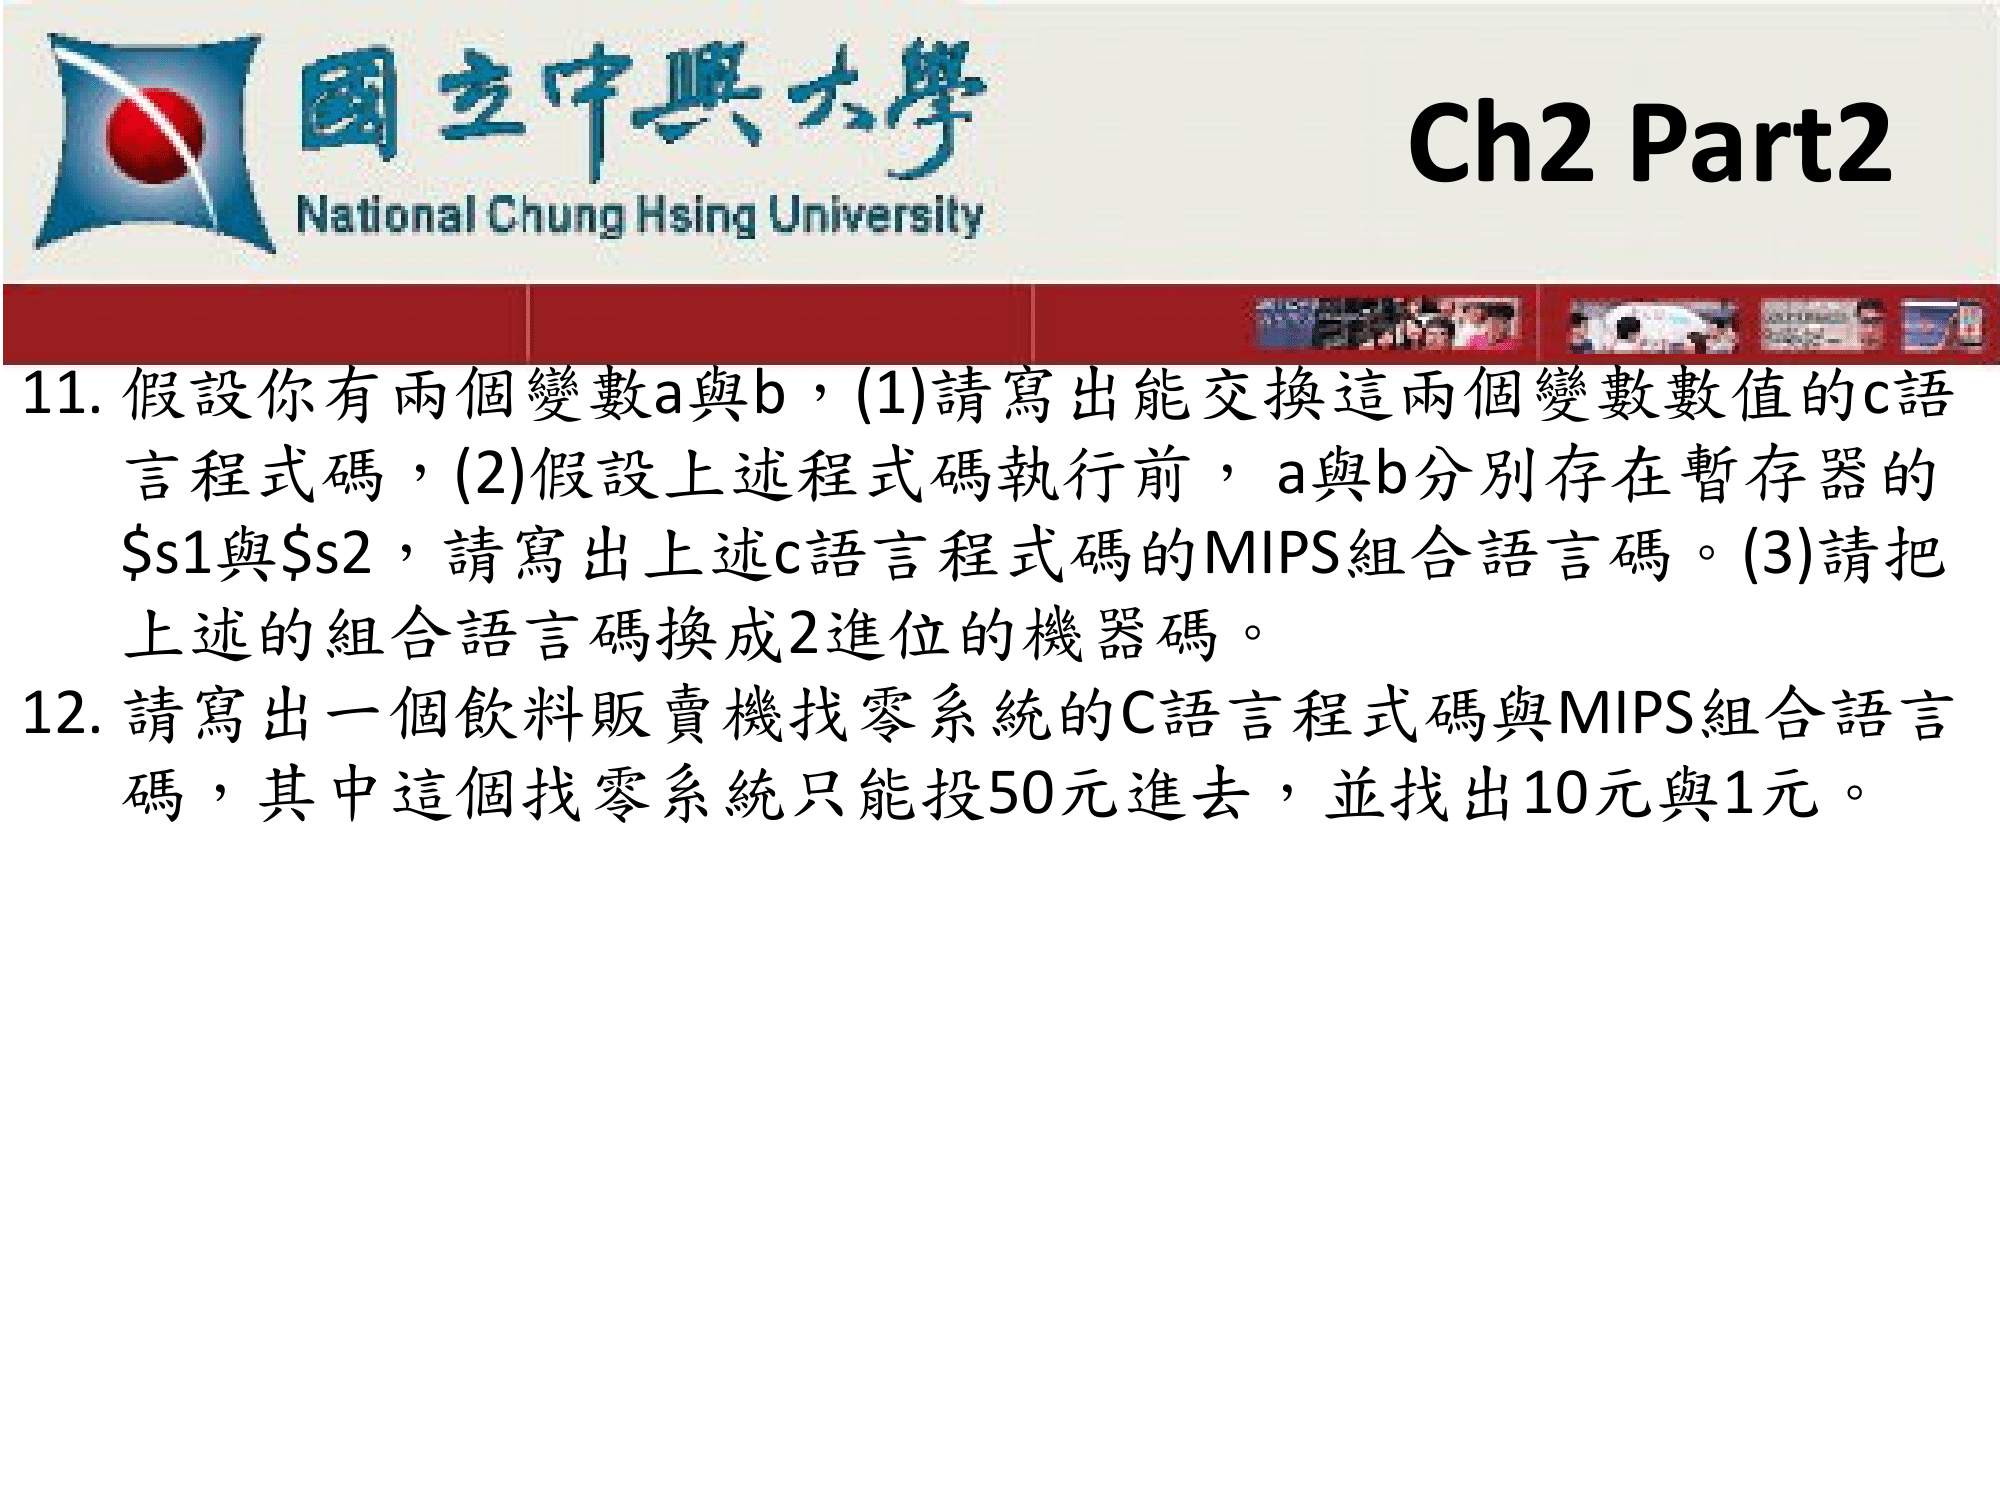 國立中興大學
National Chung Hsing University
Ch2 Part2
11. 假設你有兩個變數a與b，(1)請寫出能交換這兩個變數數值的c語
言程式碼，(2)假設上述程式碼執行前， a與b分別存在暫存器的
$s1與$s2，請寫出上述c語言程式碼的MIPS組合語言碼。(3)請把
上述的組合語言碼換成2進位的機器碼。
12. 請寫出一個飲料販賣機找零系統的C語言程式碼與MIPS組合語言
碼，其中這個找零系統只能投50元進去，並找出10元與1元。